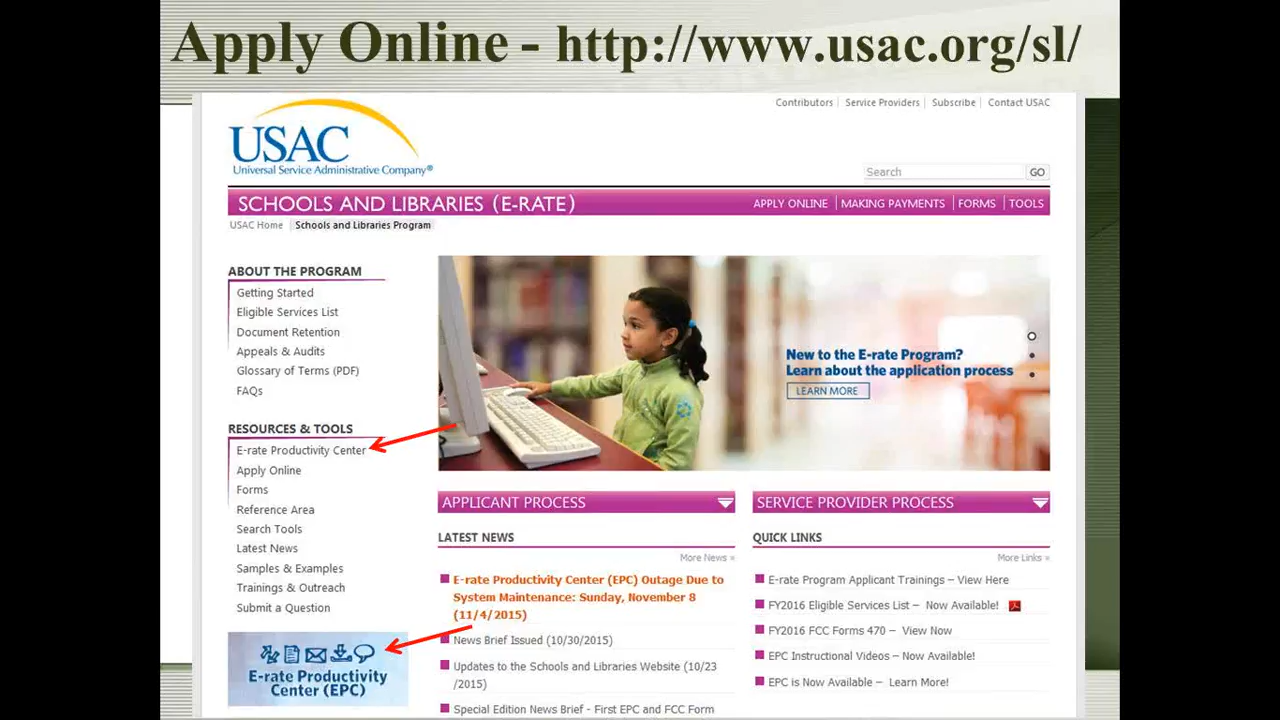 Apply Online - http://www.usac.org/sl/
Contributors Service Providers Subscribe Contact USAC
USAC
Universal Service Administrative Company®
Search GO
SCHOOLS AND LIBRARIES (E-RATE)
APPLY ONLINE MAKING PAYMENTS FORMS TOOLS
USAC Home Schools and Libraries Program
ABOUT THE PROGRAM
Getting Started
Eligible Services List
Document Retention
Appeals & Audits
Glossary of Terms (PDF)
FAQs
RESOURCES & TOOLS
E-rate Productivity Center
Apply Online
Forms
Reference Area
Search Tools
Latest News
Samples & Examples
Trainings & Outreach
Submit a Question
E-rate Productivity
Center (EPC)
New to the E-rate Program?
Learn about the application process
LEARN MORE
APPLICANT PROCESS
LATEST NEWS
More News »
E-rate Productivity Center (EPC) Outage Due to
System Maintenance: Sunday, November 8
(11/4/2015)
News Brief Issued (10/30/2015)
Updates to the Schools and Libraries Website (10/23
/2015)
Special Edition News Brief - First EPC and FCC Form
SERVICE PROVIDER PROCESS
QUICK LINKS
More Links »
E-rate Program Applicant Trainings – View Here
FY2016 Eligible Services List – Now Available!
FY2016 FCC Forms 470 – View Now
EPC Instructional Videos – Now Available!
EPC is Now Available – Learn More!